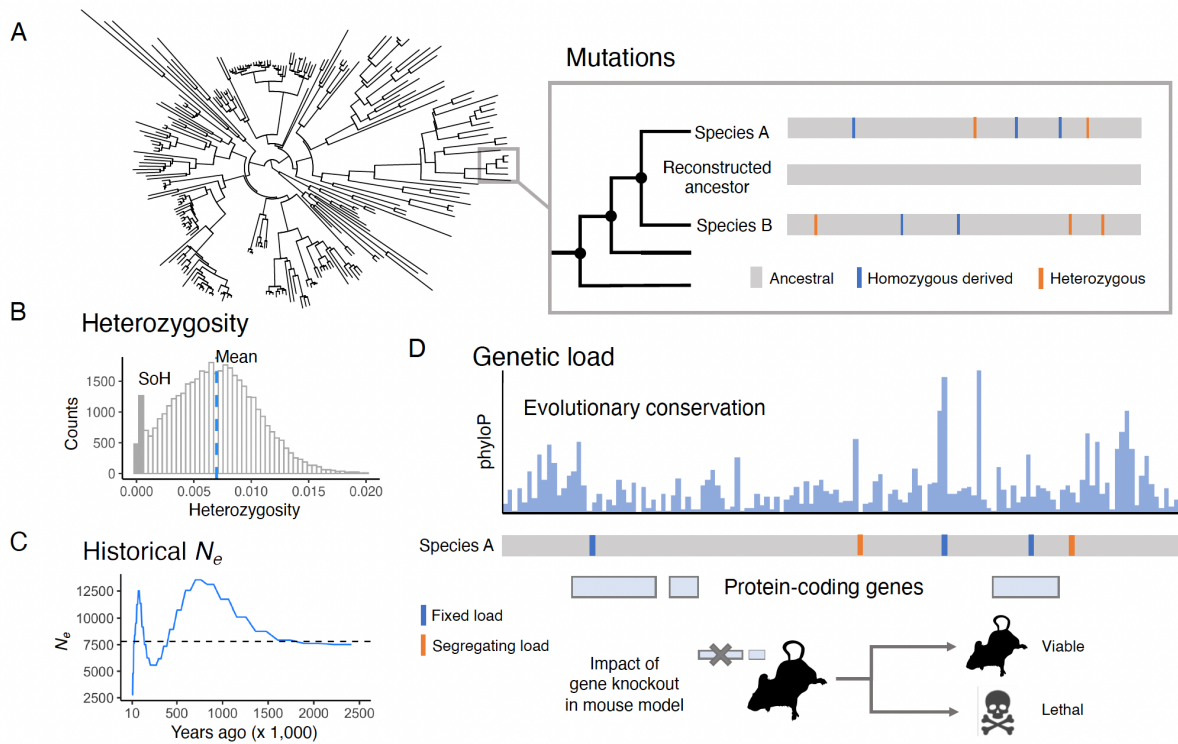 A
Mutations
Species A
Reconstructed
ancestor
Species B
Ancestral
Homozygous derived
Heterozygous
B
Heterozygosity
Mean
SoH
Counts
1500
1000
500
0
0.000
0.005
0.010
0.015
0.020
Heterozygosity
C
Historical Ne
Ne
12500
10000
7500
5000
2500
10
500
1000
1500
2000
2500
Years ago (x 1,000)
D
Genetic load
Evolutionary conservation
phyloP
Species A
Protein-coding genes
Fixed load
Segregating load
Impact of
gene knockout
in mouse model
Viable
Lethal